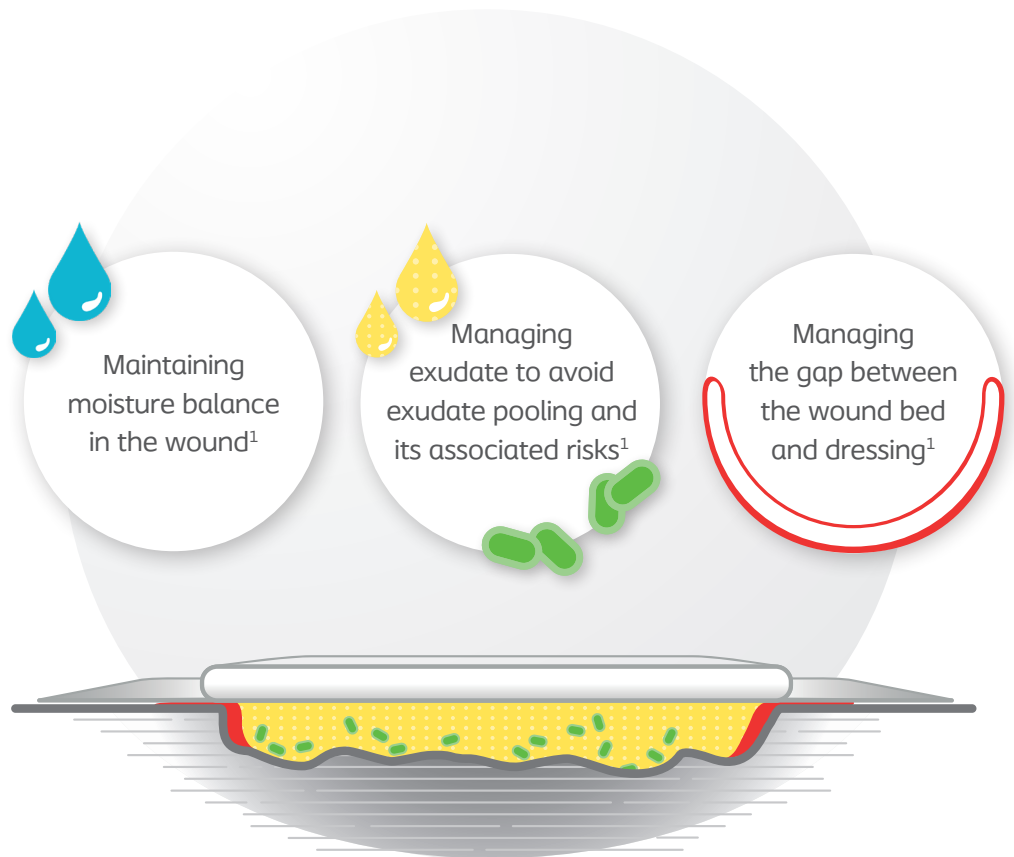 Maintaining
moisture balance
in the wound¹
Managing
exudate to avoid
exudate pooling and
its associated risks¹
Managing
the gap between
the wound bed
and dressing¹